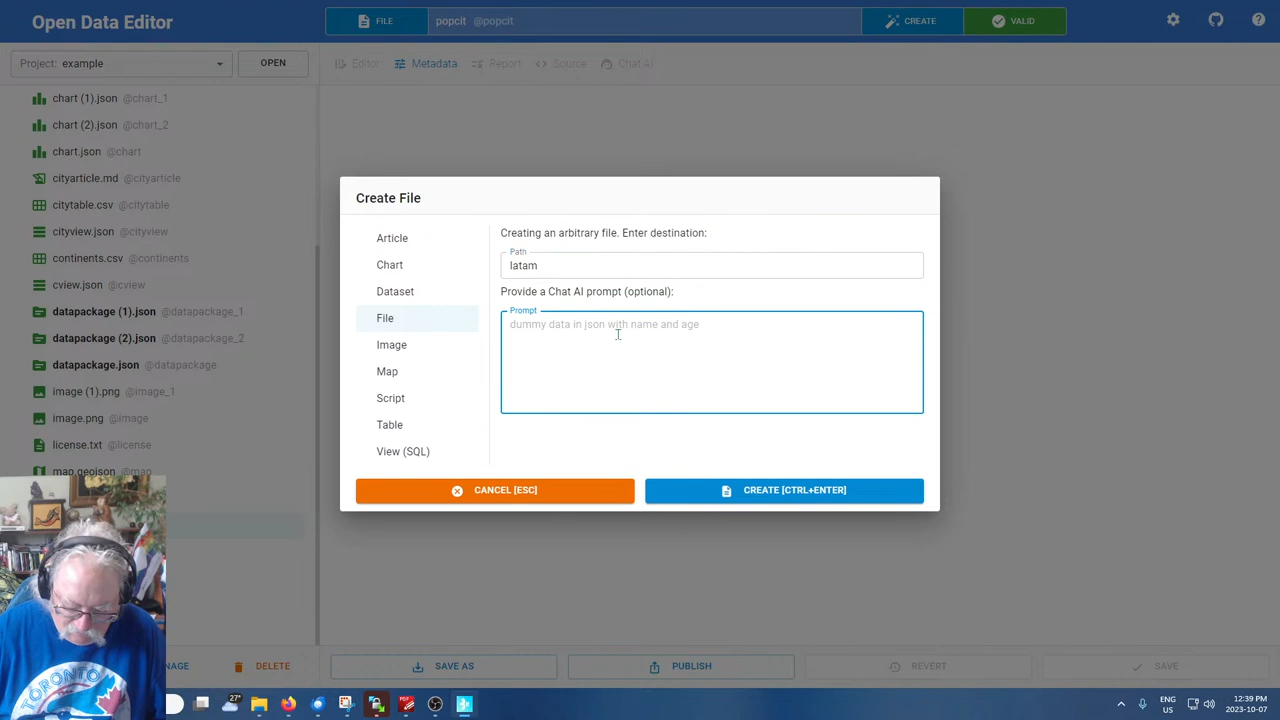 Open Data Editor
FILE
popcit @popcit
CREATE
VALID
Project: example
OPEN
Editor
Metadata
Report
Source
Chat AI
chart (1).json @chart_1
chart (2).json @chart_2
chart.json @chart
cityarticle.md @cityarticle
citytable.csv @citytable
cityview.json @cityview
continents.csv @continents
cview.json @cview
datapackage (1).json @datapackage_1
datapackage (2).json @datapackage_2
datapackage.json @datapackage
image (1).png @image_1
image.png @image
license.txt @license
map.geojson @map
Create File
Article
Chart
Dataset
File
Image
Map
Script
Table
View (SQL)
Creating an arbitrary file. Enter destination:
Path
latam
Provide a Chat AI prompt (optional):
Prompt
dummy data in json with name and age
CANCEL [ESC]
CREATE [CTRL+ENTER]
NAGE
DELETE
SAVE AS
PUBLISH
REVERT
SAVE
TORONTO
27°
ENG
US
12:39 PM
2023-10-07